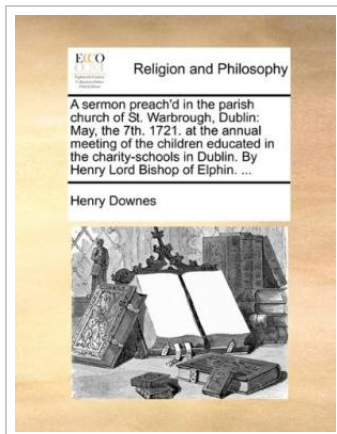 ECCO
Religion and Philosophy
A sermon preach'd in the parish
church of St. Warbrough, Dublin:
May, the 7th. 1721. at the annual
meeting of the children educated in
the charity-schools in Dublin. By
Henry Lord Bishop of Elphin. ...
Henry Downes